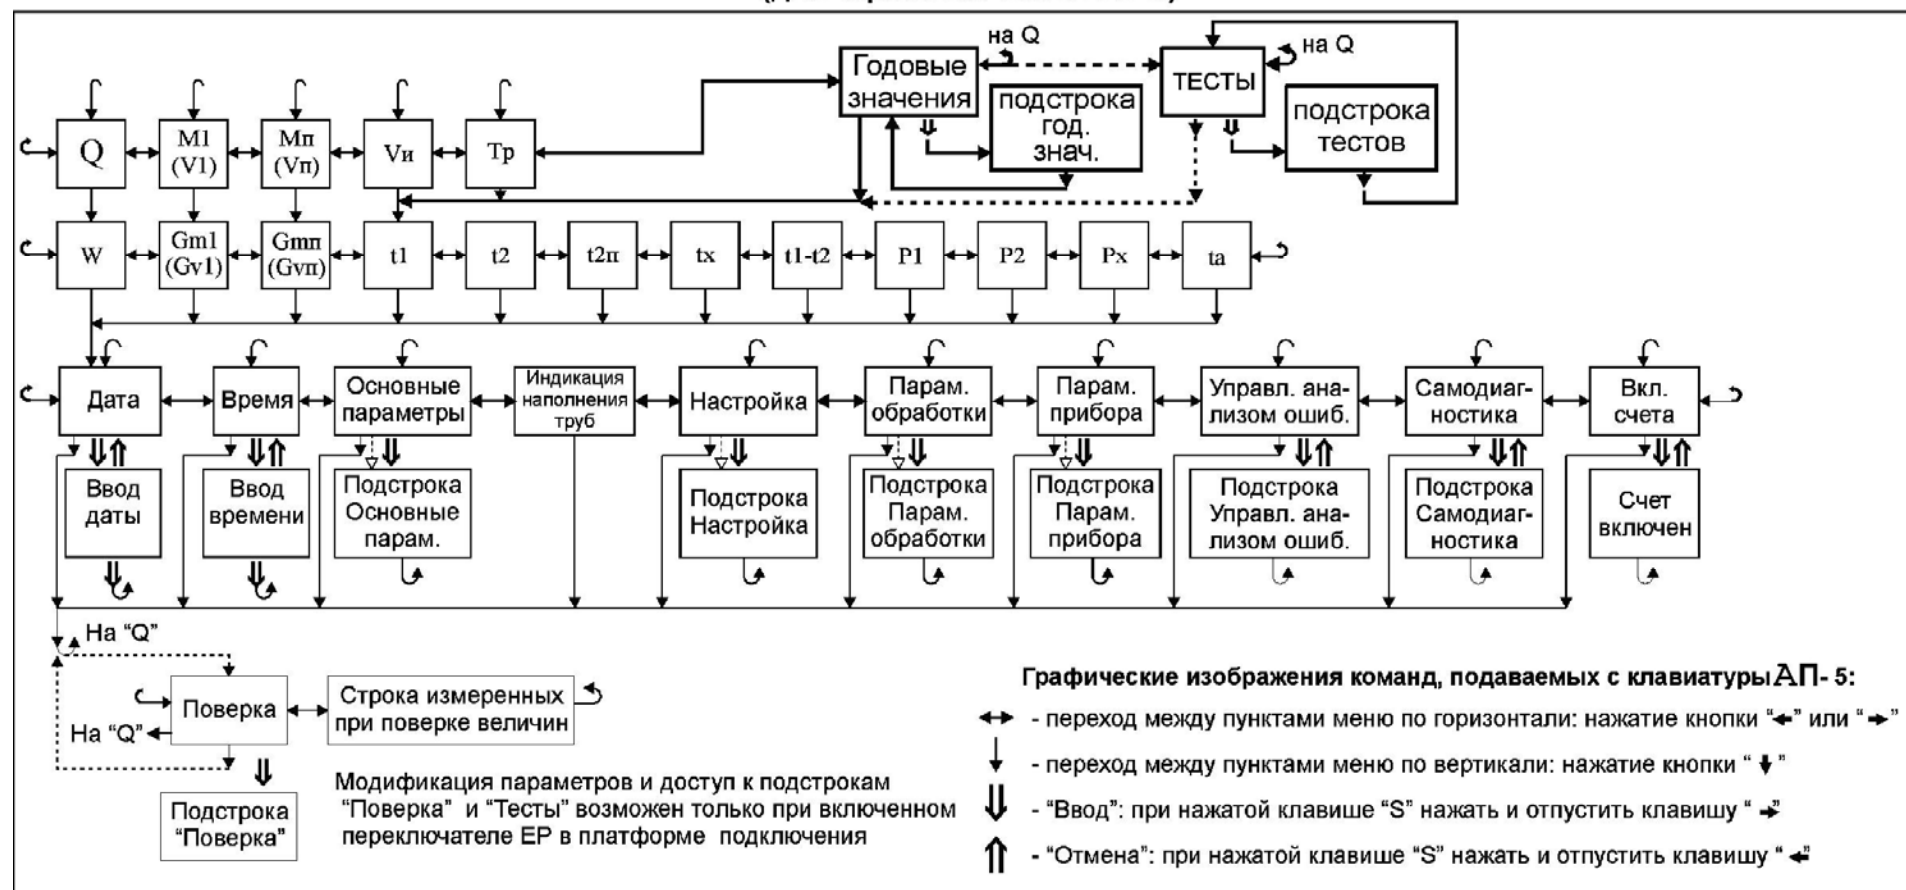 на Q
на Q
Годовые
значения
ТЕСТЫ
подстрока
год.
знач.
подстрока
тестов
Q
М1
(V1)
Мп
(Vп)
Vи
Тр
W
Gm1
(Gv1)
Gmп
(Gvп)
t1
t2
t2п
tx
t1-t2
P1
P2
Px
ta
Дата
Время
Основные
параметры
Индикация
наполнения
труб
Настройка
Парам.
обработки
Парам.
прибора
Управл. ана-
лизом ошиб.
Самодиаг-
ностика
Вкл.
счета
Ввод
даты
Ввод
времени
Подстрока
Основные
парам.
Подстрока
Настройка
Подстрока
Парам.
обработки
Подстрока
Парам.
прибора
Подстрока
Управл. ана-
лизом ошиб.
Подстрока
Самодиаг-
ностика
Счет
включен
На “Q”
Поверка
Строка измеренных
при поверке величин
На “Q”
Подстрока
“Поверка”
Модификация параметров и доступ к подстрокам
“Поверка” и “Тесты” возможен только при включенном
переключателе ЕР в платформе подключения
Графические изображения команд, подаваемых с клавиатуры АП- 5:
- переход между пунктами меню по горизонтали: нажатие кнопки “←” или “→”
- переход между пунктами меню по вертикали: нажатие кнопки “ ↓ ”
- “Ввод”: при нажатой клавише “S” нажать и отпустить клавишу “ →”
- “Отмена”: при нажатой клавише “S” нажать и отпустить клавишу “ ←”